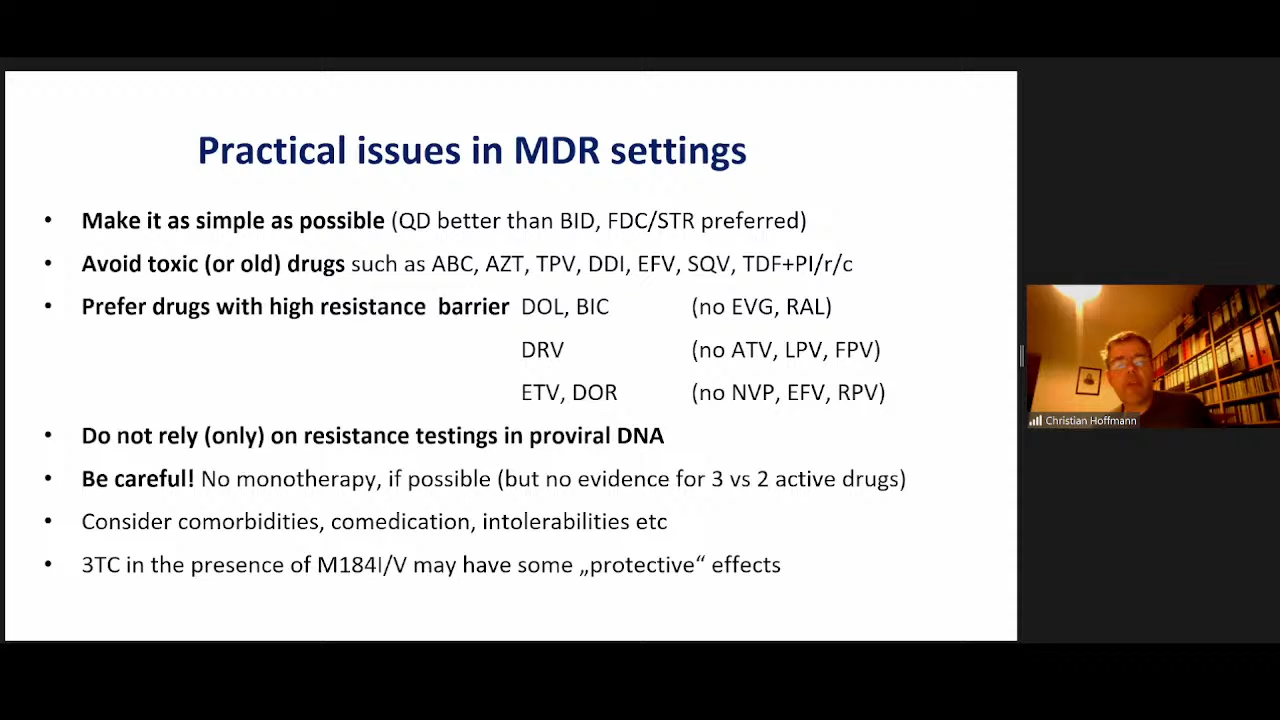 Practical issues in MDR settings
• Make it as simple as possible (QD better than BID, FDC/STR preferred)
• Avoid toxic (or old) drugs such as ABC, AZT, TPV, DDI, EFV, SQV, TDF+PI/r/c
• Prefer drugs with high resistance barrier DOL, BIC (no EVG, RAL)
DRV (no ATV, LPV, FPV)
ETV, DOR (no NVP, EFV, RPV)
• Do not rely (only) on resistance testings in proviral DNA
• Be careful! No monotherapy, if possible (but no evidence for 3 vs 2 active drugs)
• Consider comorbidities, comedication, intolerabilities etc
• 3TC in the presence of M184I/V may have some „protective“ effects
Christian Hoffmann